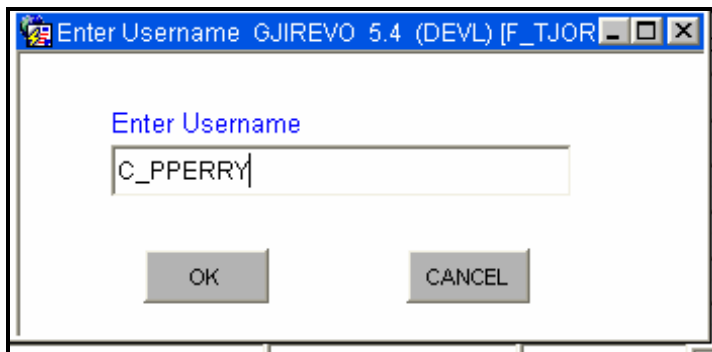 Enter Username GJIREVO 5.4 (DEVL) [F_TJOR
Enter Username
C_PPERRY
OK CANCEL